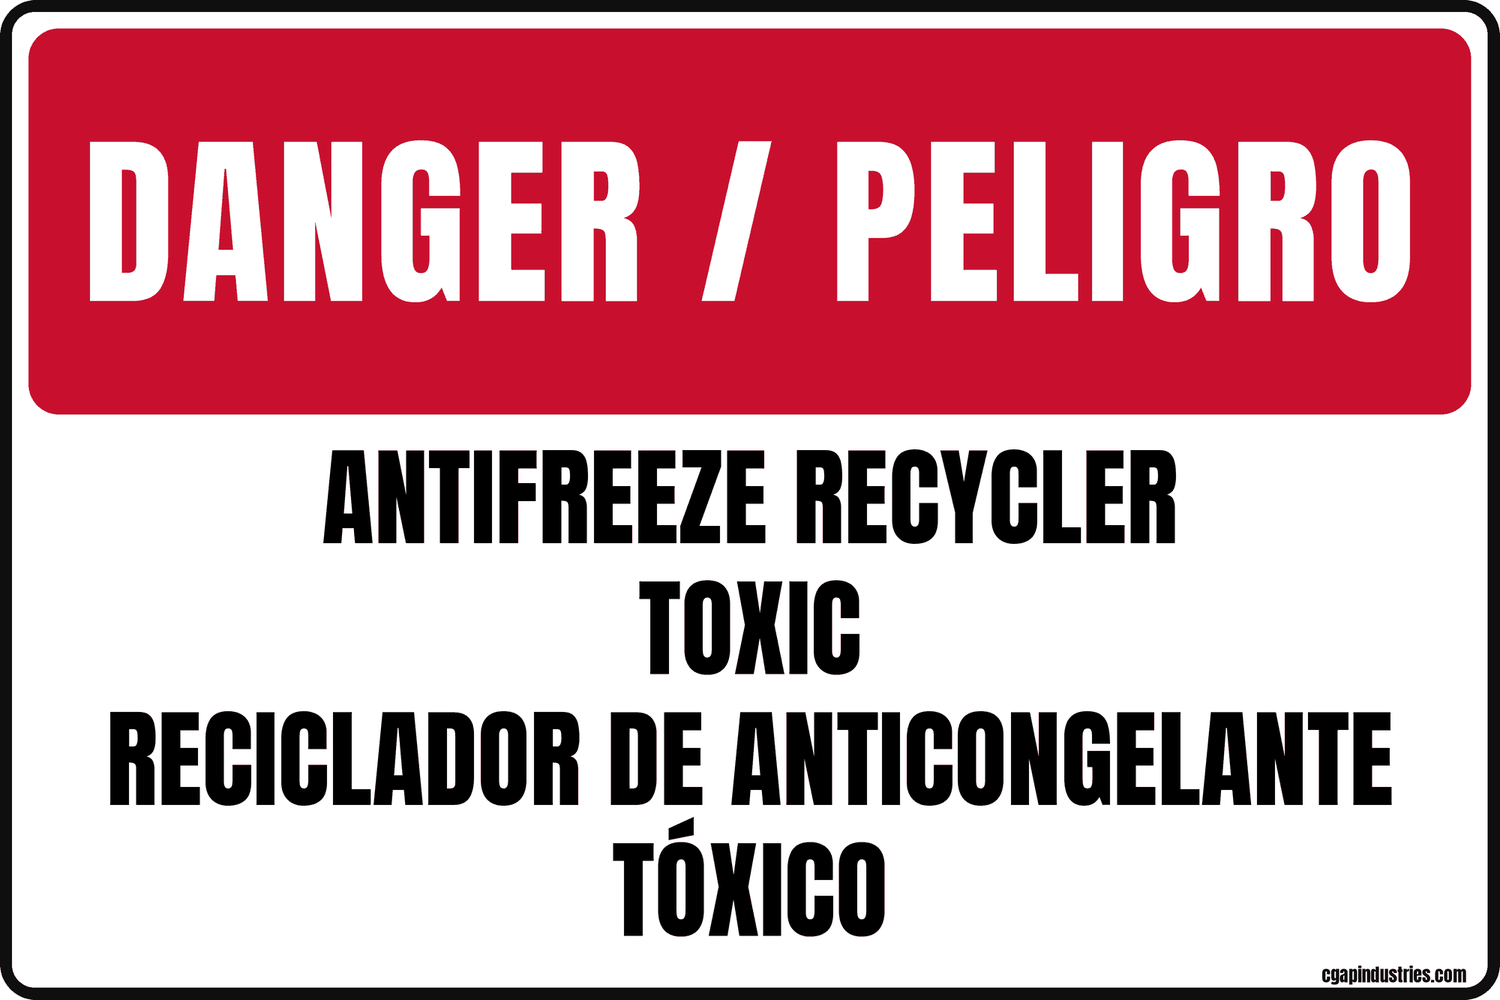 DANGER / PELIGRO
ANTIFREEZE RECYCLER
TOXIC
RECICLADOR DE ANTICONGELANTE
TÓXICO
cgapindustries.com